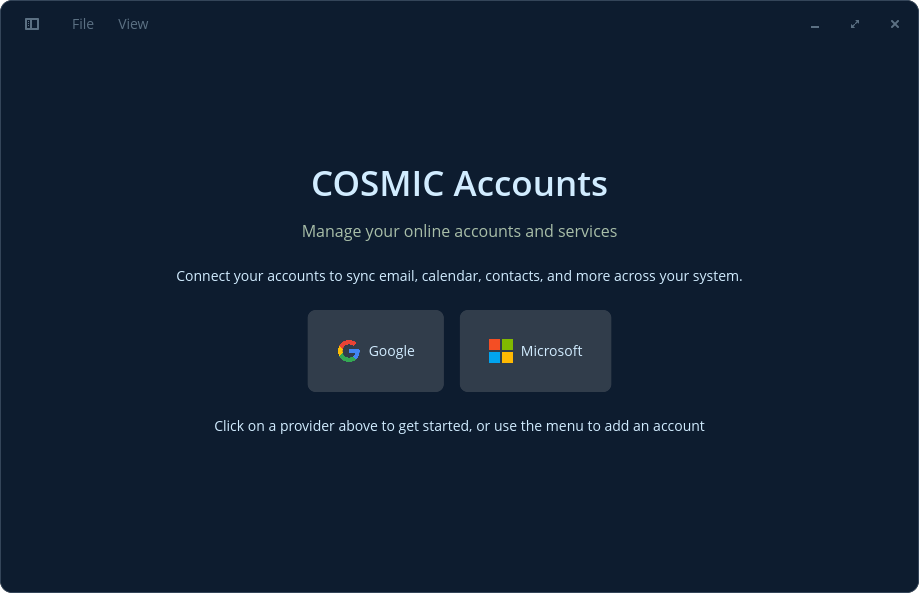 File View
COSMIC Accounts
Manage your online accounts and services
Connect your accounts to sync email, calendar, contacts, and more across your system.
Google Microsoft
Click on a provider above to get started, or use the menu to add an account